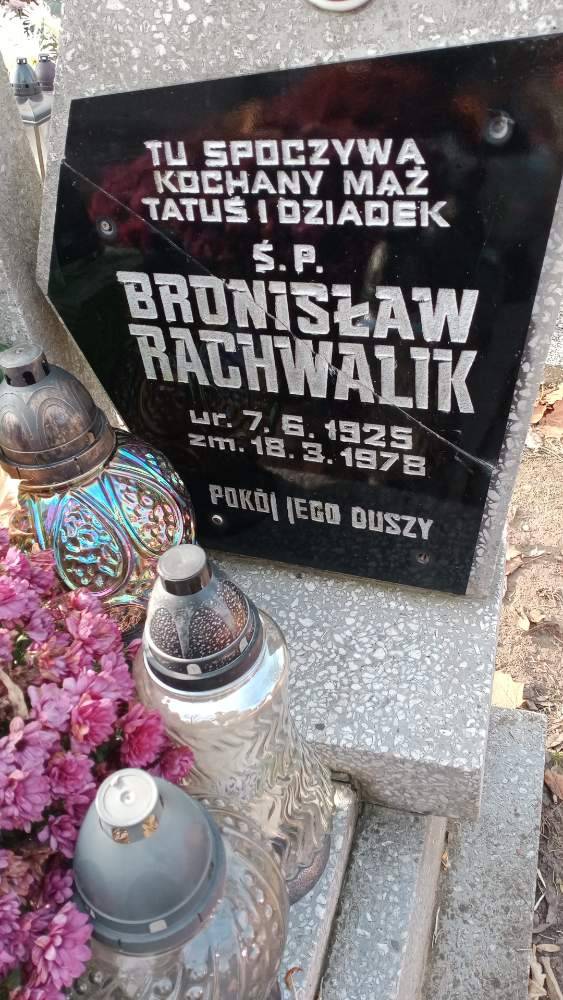 TU SPOCZYWA
KOCHANY MĄŻ
TATUŚ I DZIADEK
Ś.P.
BRONISŁAW
RACHWALIK
ur. 7.6.1925
zm. 18.3.1978
POKÓJ JEGO DUSZY